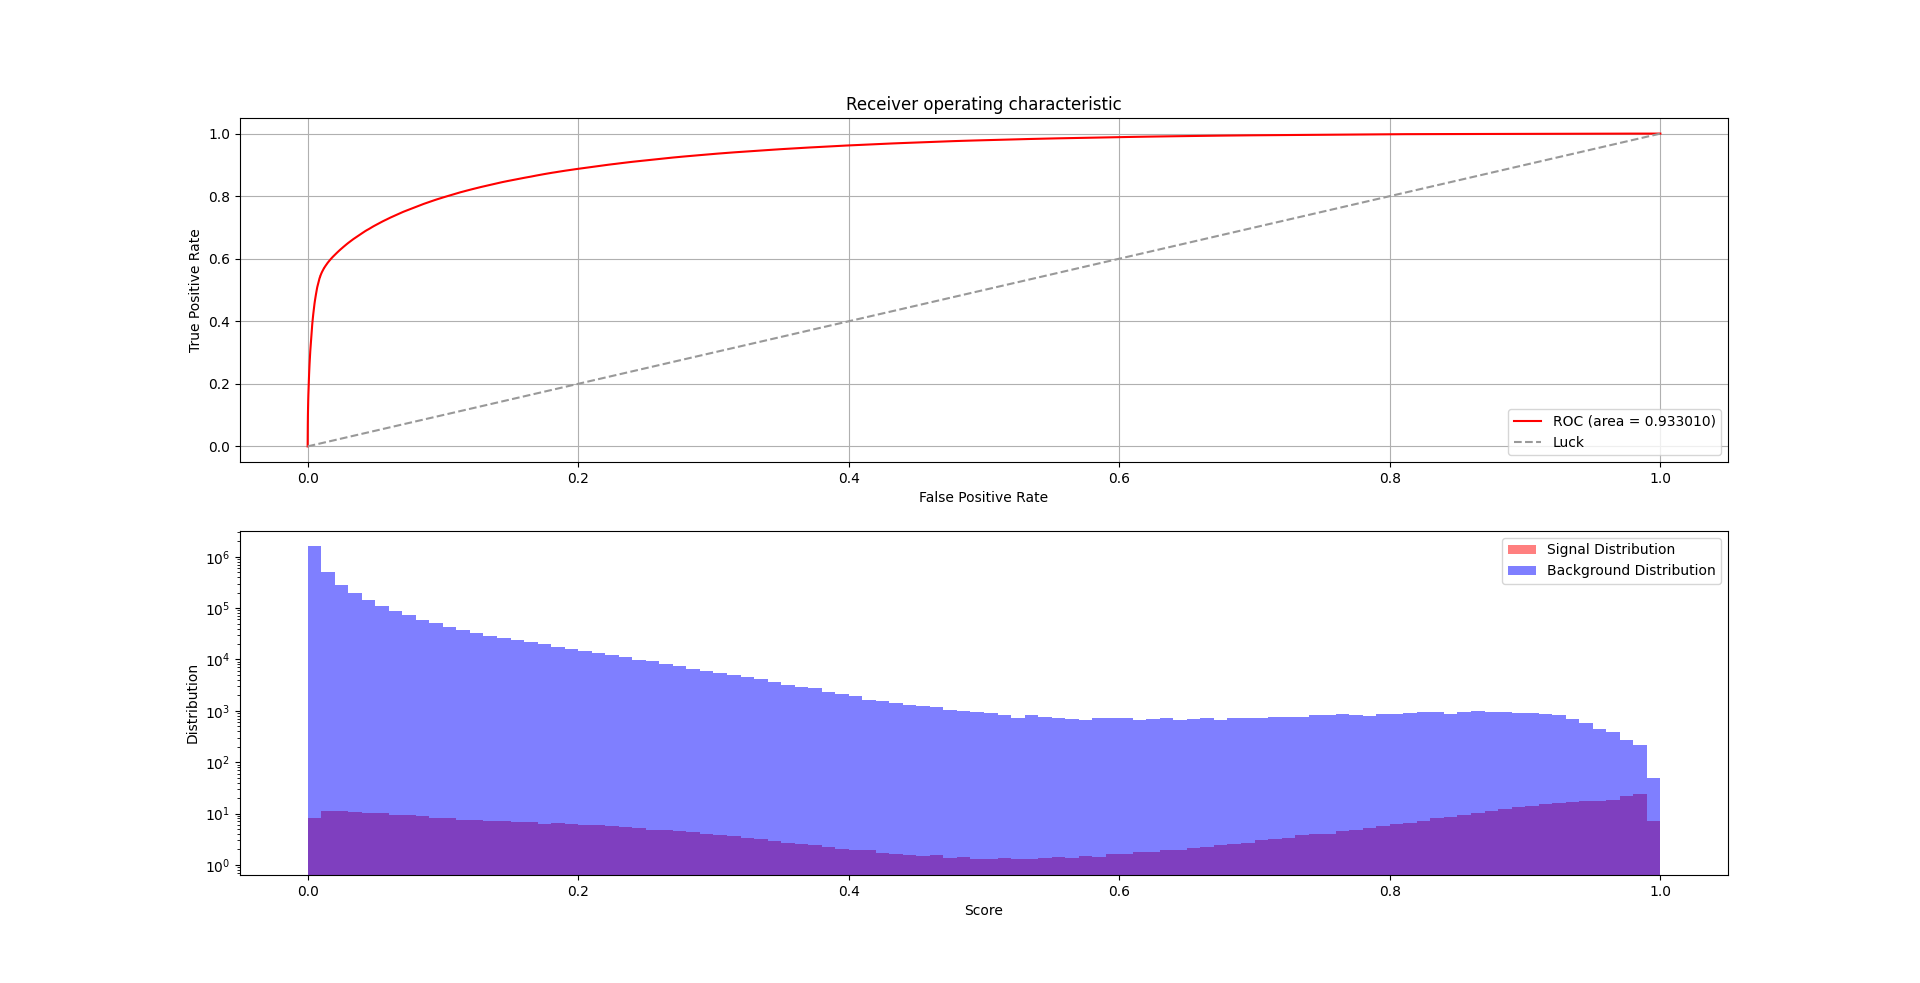 Receiver operating characteristic
1.0
0.8
0.6
0.4
0.2
0.0
True Positive Rate
ROC (area = 0.933010)
Luck
0.0 0.2 0.4 0.6 0.8 1.0
False Positive Rate
Signal Distribution
Background Distribution
10⁶
10⁵
10⁴
10³
10²
10¹
10⁰
Distribution
0.0 0.2 0.4 0.6 0.8 1.0
Score